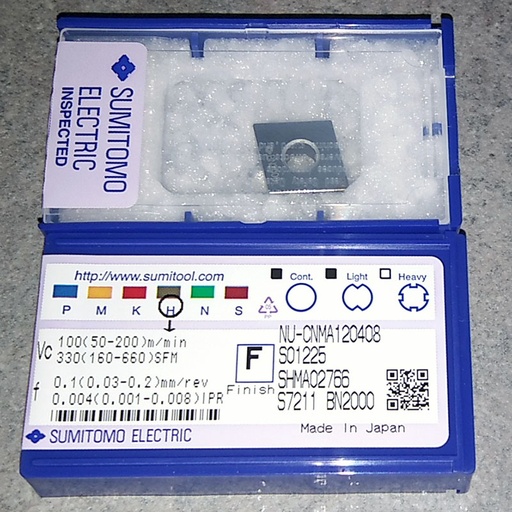 SUMITOMO
ELECTRIC
INSPECTED
http://www.sumitool.com
P M K H N S
Cont. Light Heavy
Vc 100(50-200)m/min
330(160-660)SFM
f 0.1(0.03-0.2)mm/rev
0.004(0.001-0.008)IPR
F
Finish
NU-CNMA120408
S01225
SHMA02766
S7211 BN2000
Made In Japan
SUMITOMO ELECTRIC